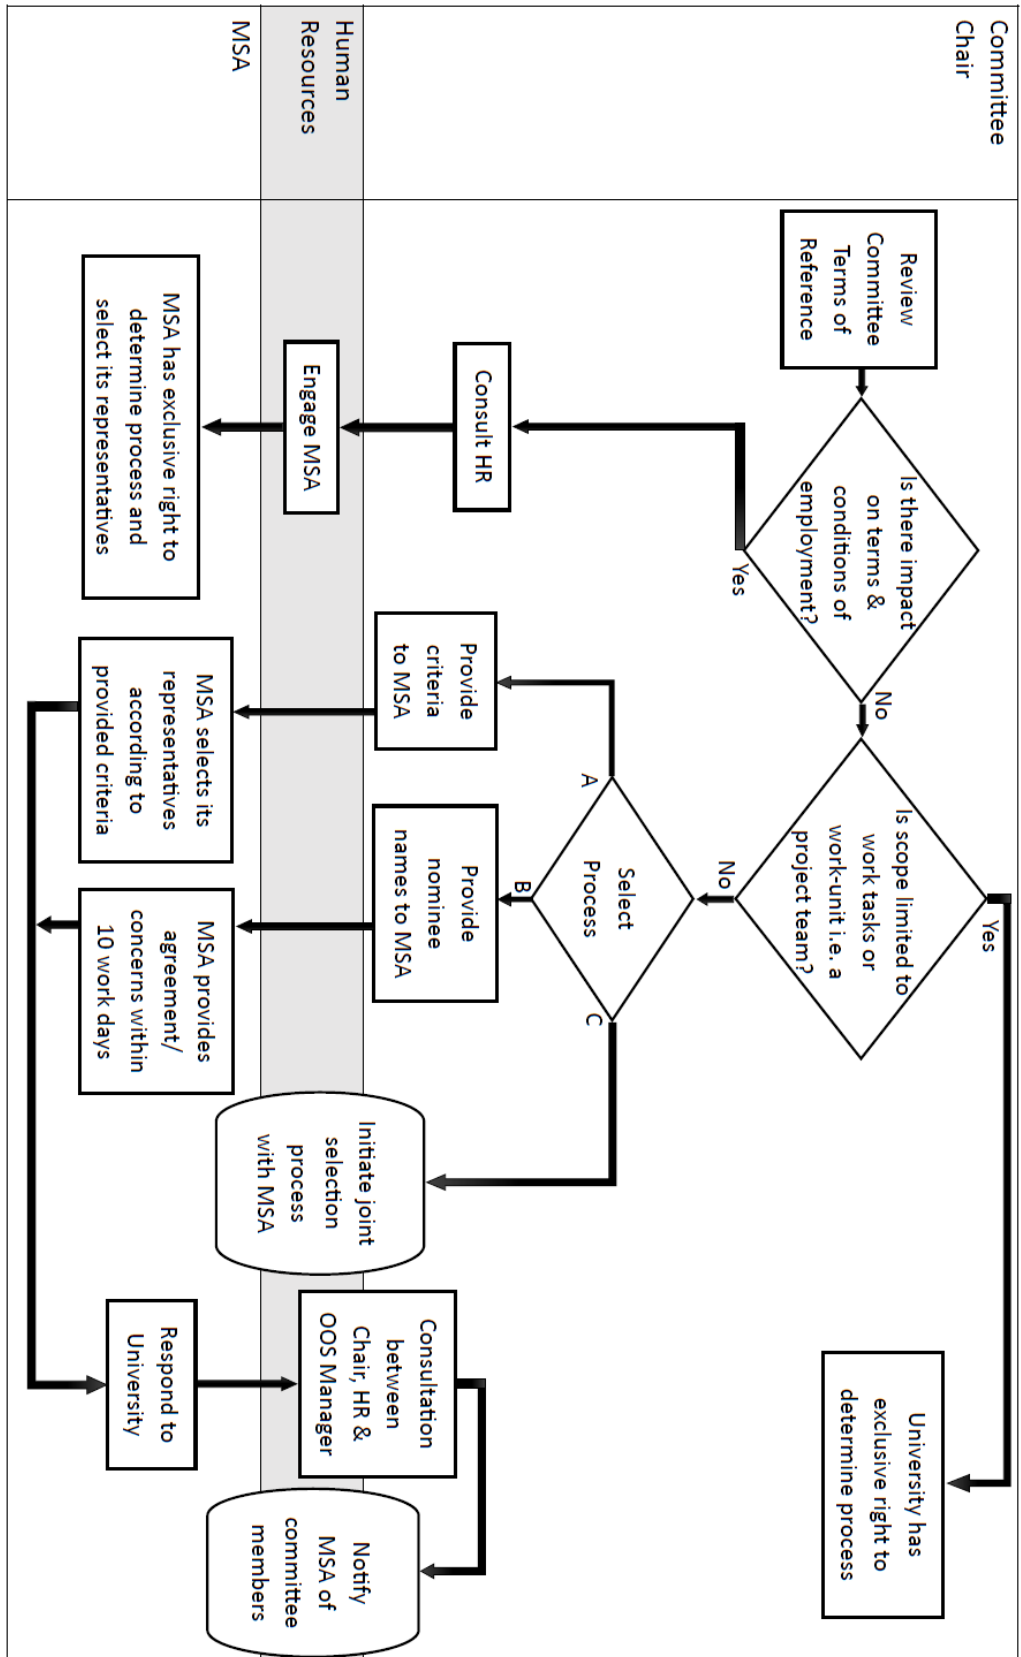 Committee
Chair
Human
Resources
MSA
Review
Committee
Terms of
Reference
Is there impact
on terms &
conditions of
employment?
Yes
No
Is scope limited to
work tasks or
work-unit i.e. a
project team?
Yes
No
University has
exclusive right to
determine process
Consult HR
Engage MSA
MSA has exclusive right to
determine process and
select its representatives
Select
Process
A
B
C
Provide
criteria
to MSA
MSA selects its
representatives
according to
provided criteria
Provide
nominee
names to MSA
MSA provides
agreement/
concerns within
10 work days
Initiate joint
selection
process
with MSA
Respond to
University
Consultation
between
Chair, HR &
OOS Manager
Notify
MSA of
committee
members